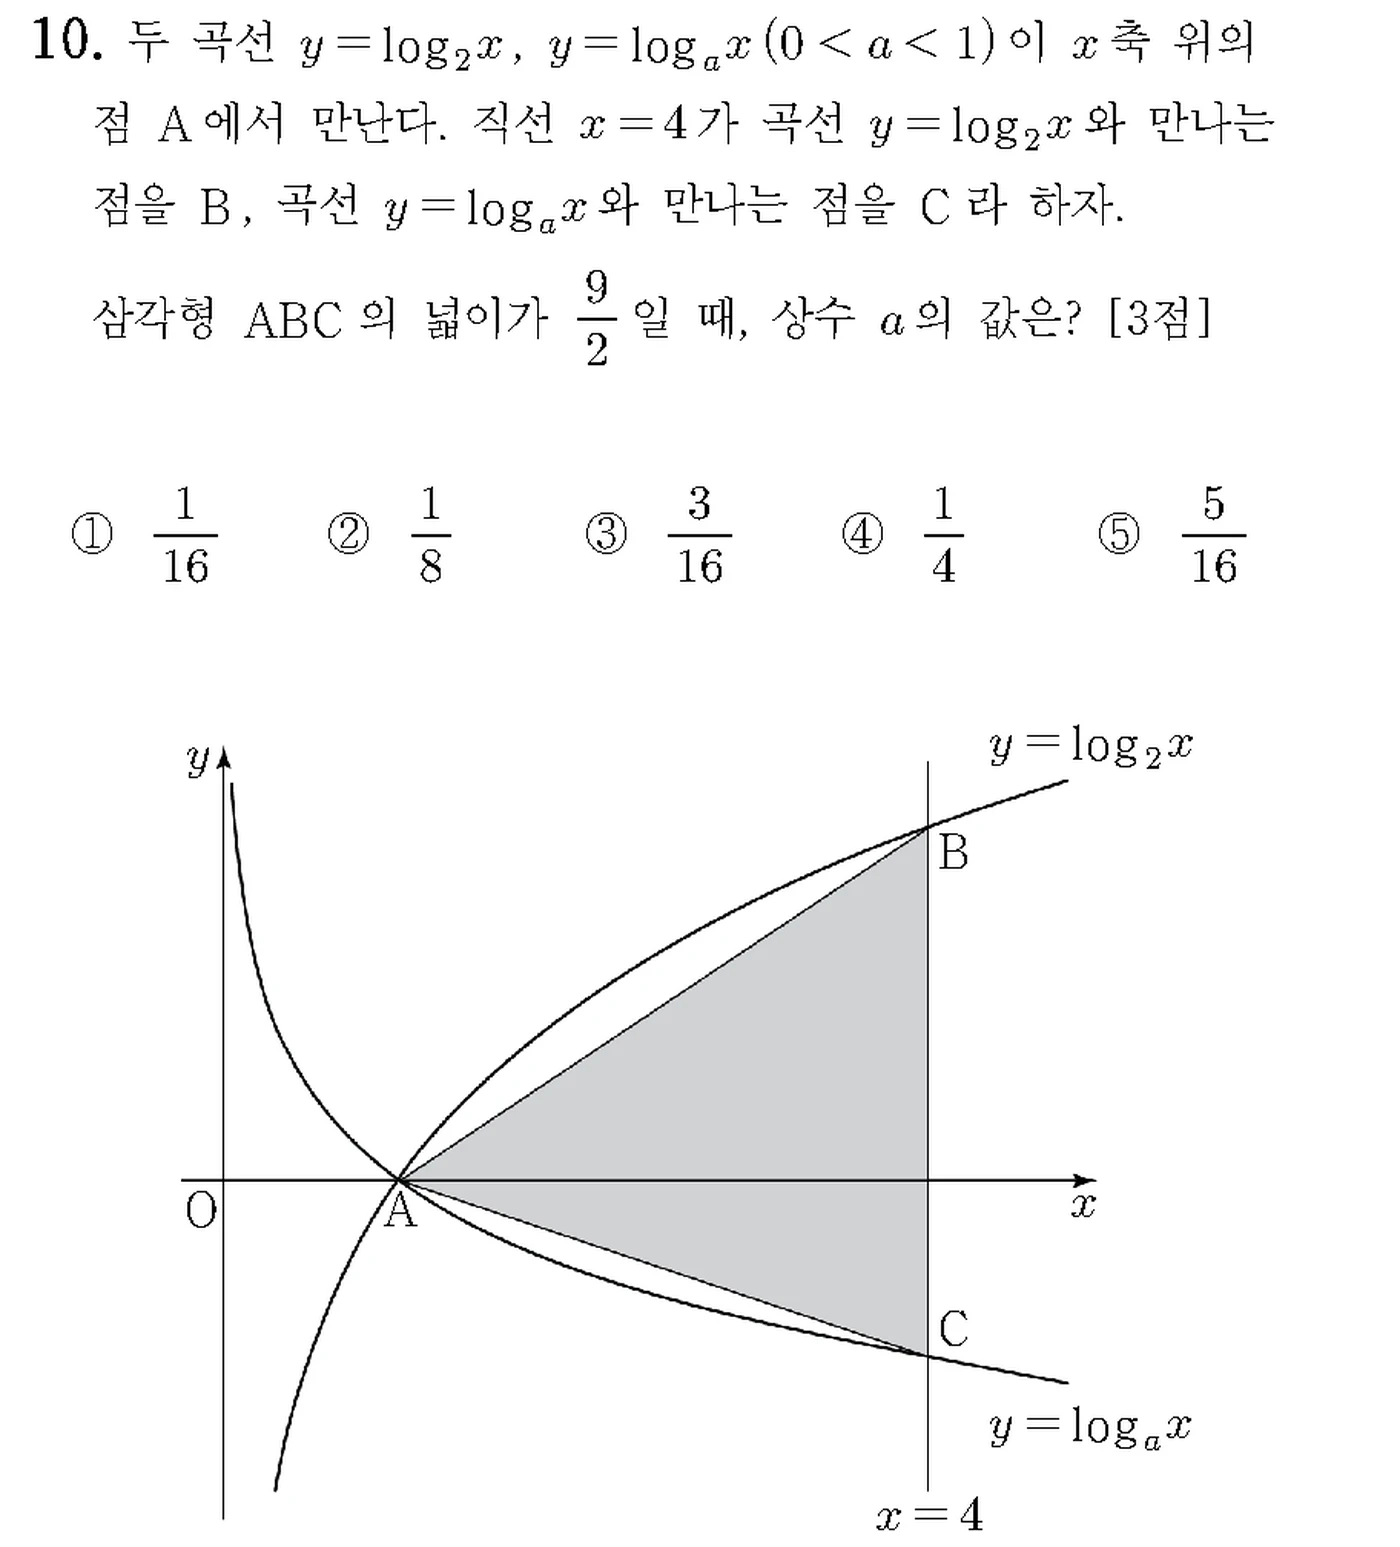 10. 두 곡선 y=log₂x, y=logₐx (0<a<1)이 x축 위의
점 A에서 만난다. 직선 x=4가 곡선 y=log₂x와 만나는
점을 B, 곡선 y=logₐx와 만나는 점을 C라 하자.
삼각형 ABC의 넓이가 9/2일 때, 상수 a의 값은? [3점]
① 1/16 ② 1/8 ③ 3/16 ④ 1/4 ⑤ 5/16
y=log₂x
y
B
O
A
x
C
y=logₐx
x=4